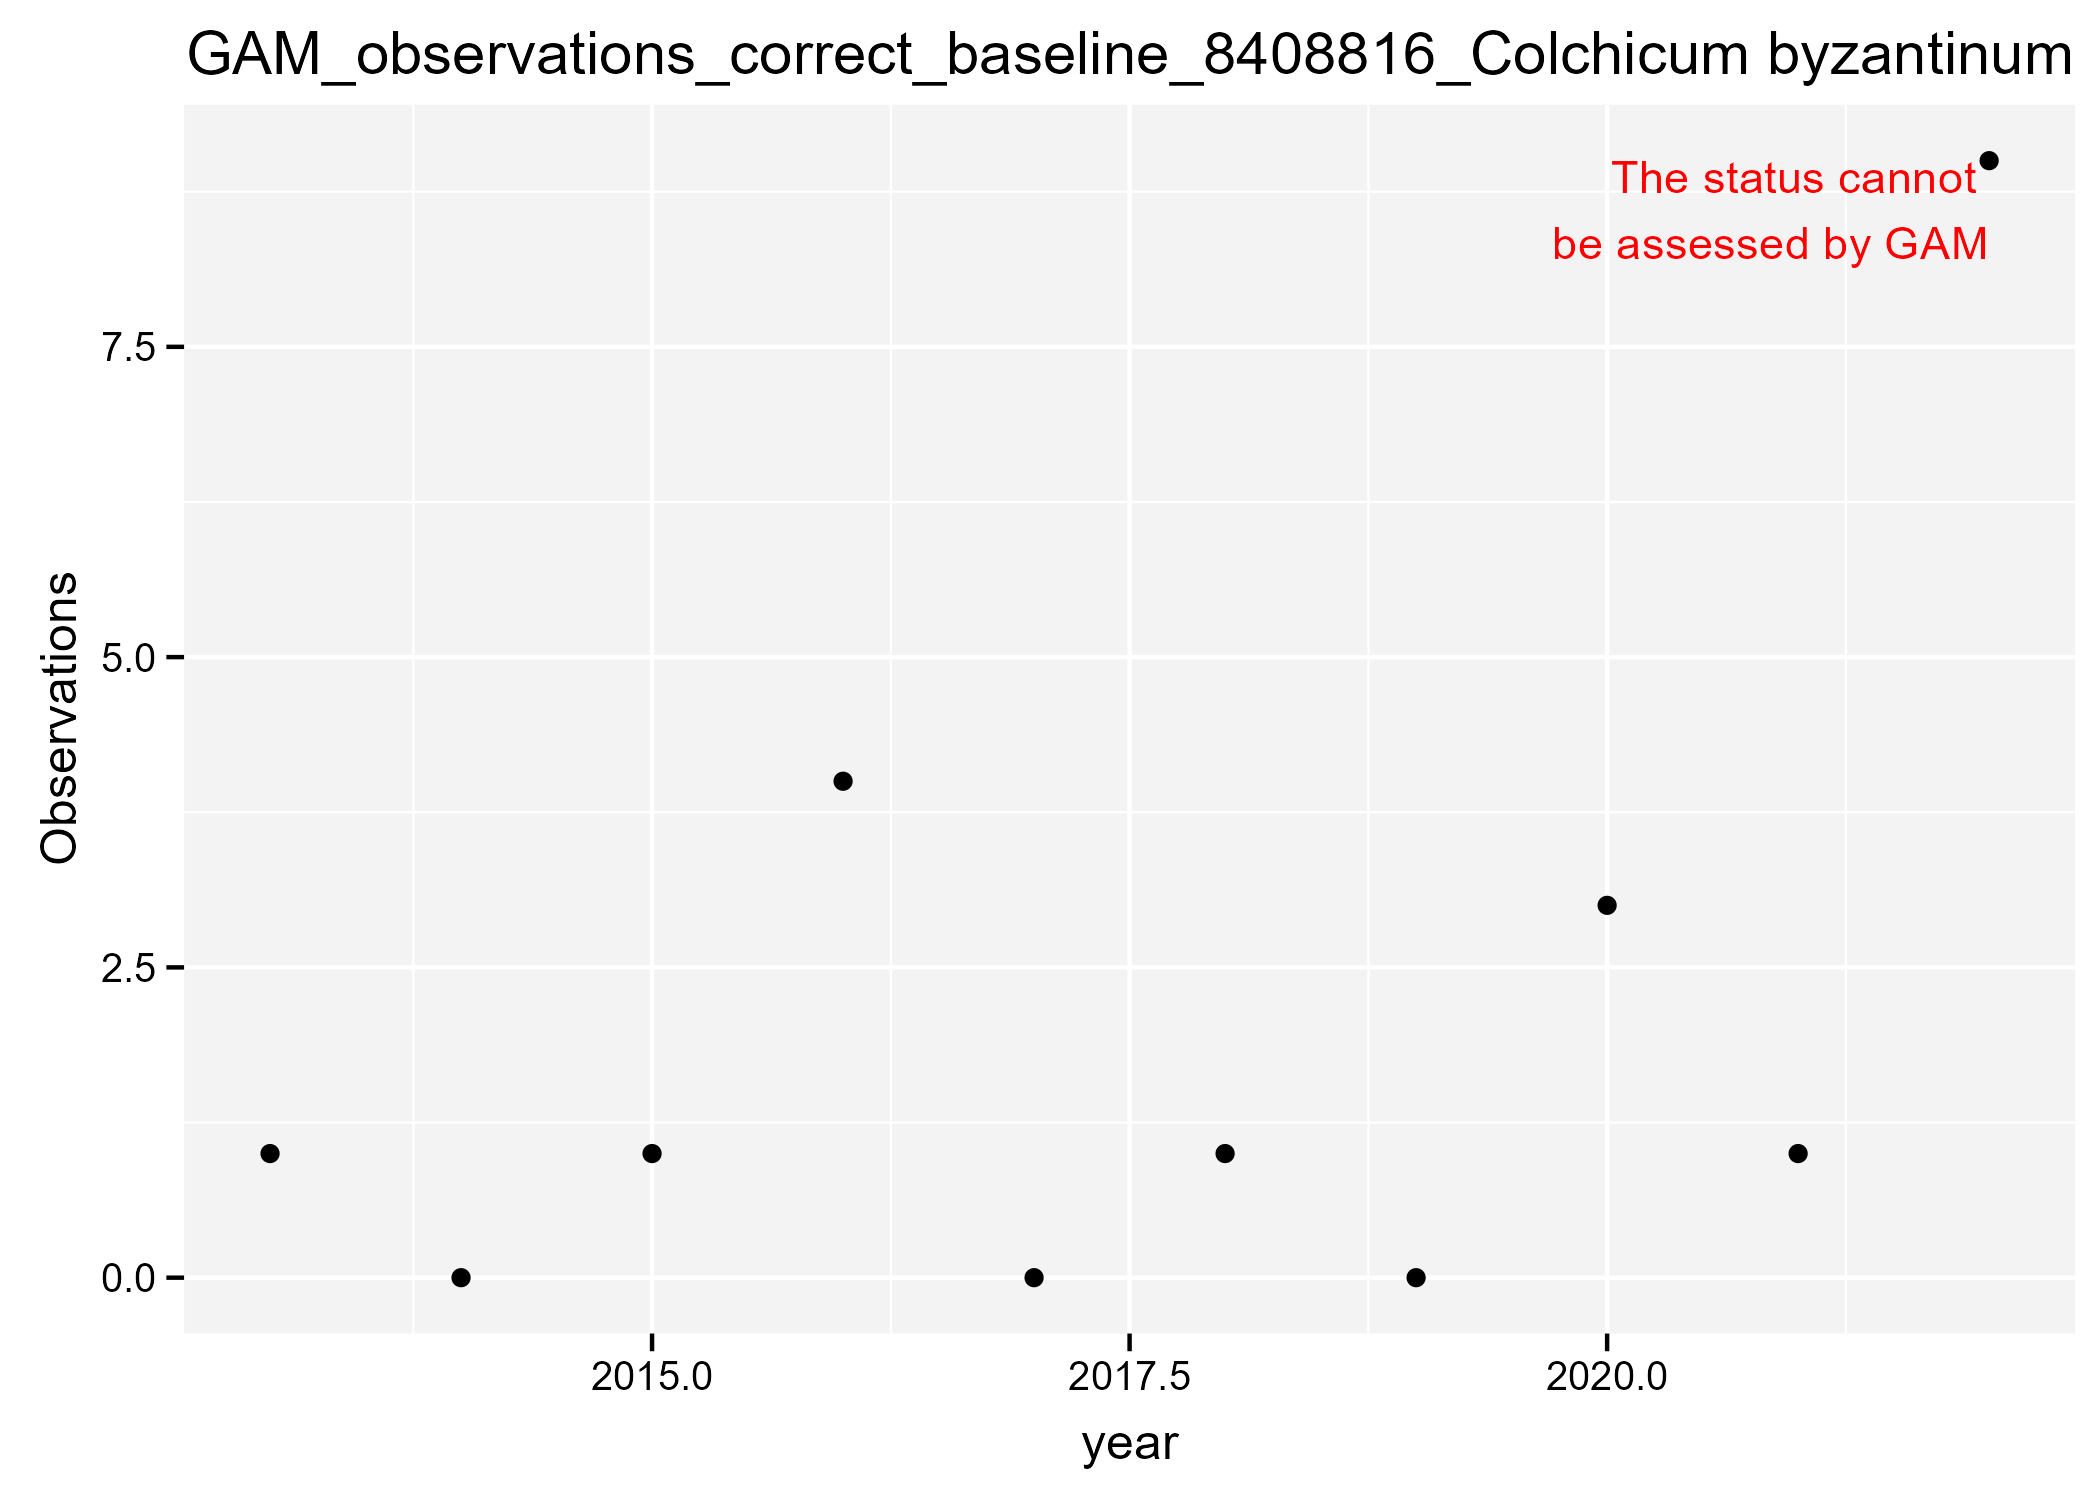 GAM_observations_correct_baseline_8408816_Colchicum byzantinum
The status cannot
be assessed by GAM
7.5
5.0
2.5
0.0
Observations
2015.0 2017.5 2020.0
year